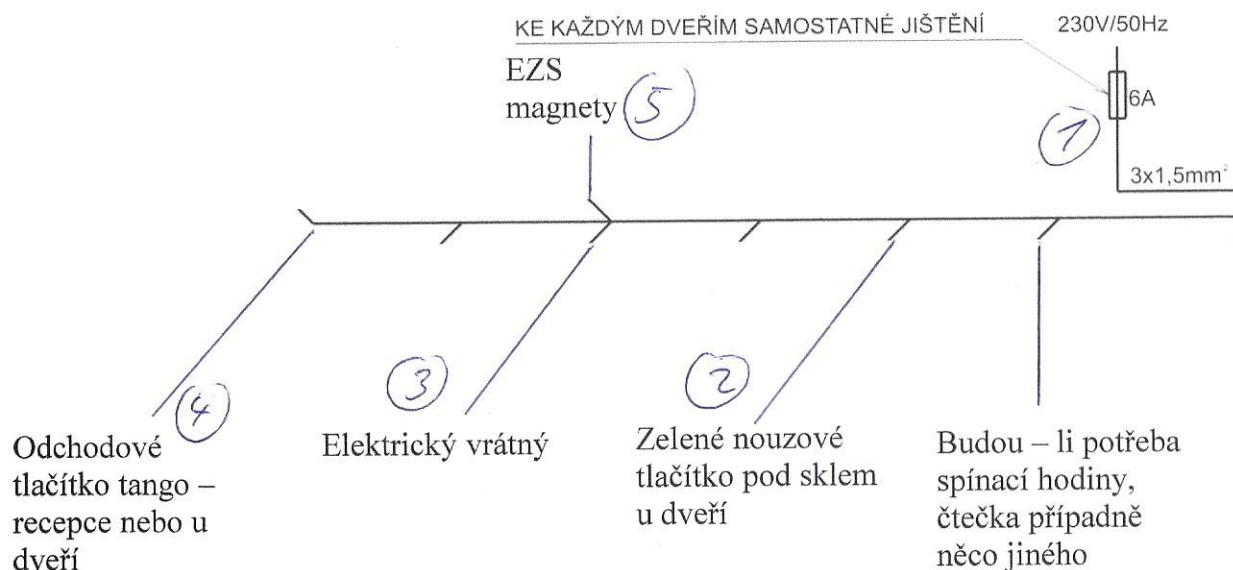 KE KAŽDÝM DVEŘÍM SAMOSTATNÉ JIŠTĚNÍ
230V/50Hz
EZS
magnety
5
6A
1
3x1,5mm²
4
3
2
Odchodové
tlačítko tango –
recepce nebo u
dveří
Elektrický vrátný
Zelené nouzové
tlačítko pod sklem
u dveří
Budou – li potřeba
spínací hodiny,
čtečka případně
něco jiného